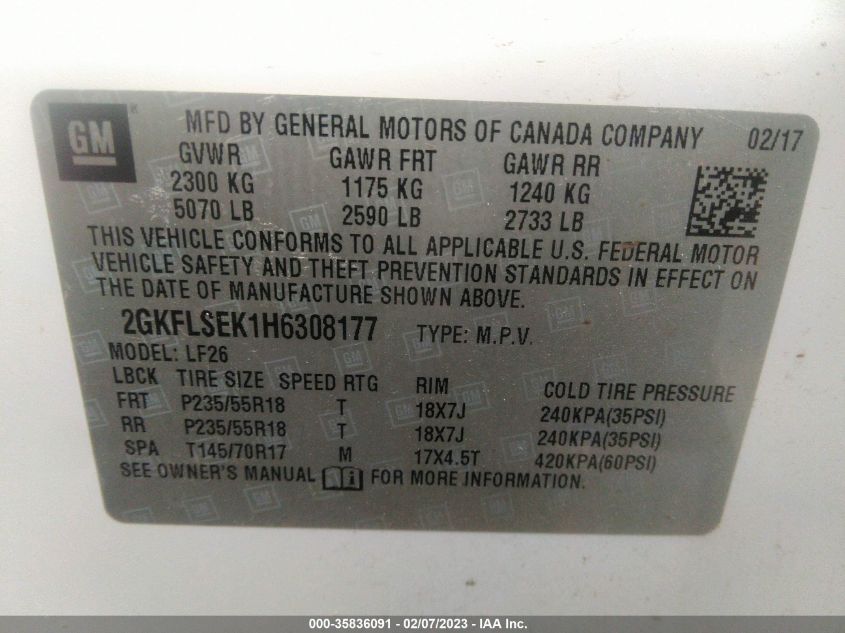 GM ®
MFD BY GENERAL MOTORS OF CANADA COMPANY 02/17
GVWR GAWR FRT GAWR RR
2300 KG 1175 KG 1240 KG
5070 LB 2590 LB 2733 LB
THIS VEHICLE CONFORMS TO ALL APPLICABLE U.S. FEDERAL MOTOR
VEHICLE SAFETY AND THEFT PREVENTION STANDARDS IN EFFECT ON
THE DATE OF MANUFACTURE SHOWN ABOVE.
2GKFLSEK1H6308177 TYPE: M.P.V.
MODEL: LF26
LBCK TIRE SIZE SPEED RTG RIM COLD TIRE PRESSURE
FRT P235/55R18 T 18X7J 240KPA(35PSI)
RR P235/55R18 T 18X7J 240KPA(35PSI)
SPA T145/70R17 M 17X4.5T 420KPA(60PSI)
SEE OWNER'S MANUAL FOR MORE INFORMATION.
000-35836091 - 02/07/2023 - IAA Inc.